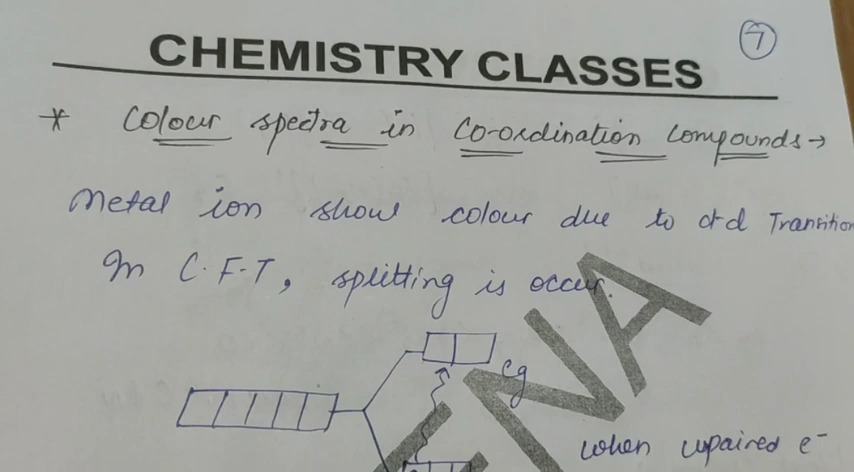 7
CHEMISTRY CLASSES
* Colour spectra in Co-ordination Compounds →
Metal ion show colour due to d-d Transition
In C.F.T, splitting is occur.
eg
when upaired e⁻